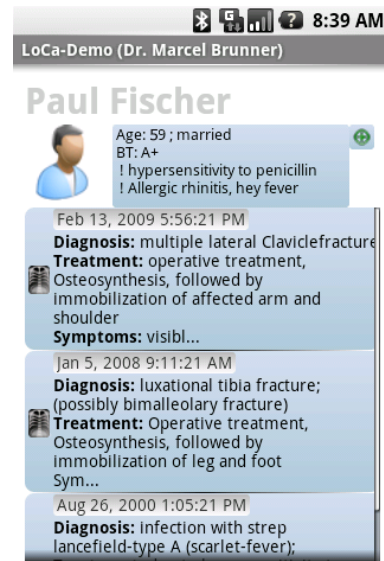 8:39 AM
LoCa-Demo (Dr. Marcel Brunner)
Paul Fischer
Age: 59 ; married
BT: A+
! hypersensitivity to penicillin
! Allergic rhinitis, hey fever
Feb 13, 2009 5:56:21 PM
Diagnosis: multiple lateral Claviclefracture
Treatment: operative treatment,
Osteosynthesis, followed by
immobilization of affected arm and
shoulder
Symptoms: visibl...
Jan 5, 2008 9:11:21 AM
Diagnosis: luxational tibia fracture;
(possibly bimalleolary fracture)
Treatment: Operative treatment,
Osteosynthesis, followed by
immobilization of leg and foot
Sym...
Aug 26, 2000 1:05:21 PM
Diagnosis: infection with strep
lancefield-type A (scarlet-fever);